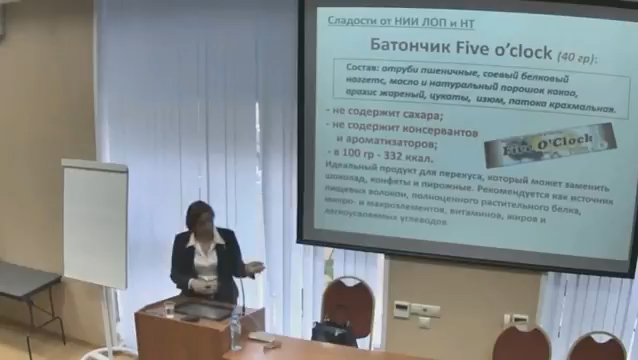 Сладости от НИИ ЛОП и НТ
Батончик Five o'clock (40 гр):
Состав: отруби пшеничные, соевый белковый
наггетс, масло и натуральный порошок какао,
арахис жареный, цукаты, изюм, патока крахмальная.
- не содержит сахара;
- не содержит консервантов
и ароматизаторов;
- в 100 гр - 332 ккал.
Five O'Clock
Идеальный продукт для перекуса, который может заменить
шоколад, конфеты и пирожные. Рекомендуется как источник
пищевых волокон, полноценного растительного белка,
микро- и макроэлементов, витаминов, жиров и
легкоусвояемых углеводов.